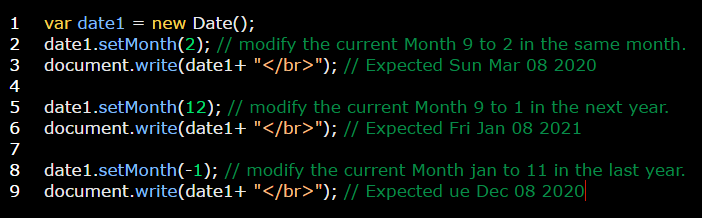 1 var date1 = new Date();
2 date1.setMonth(2); // modify the current Month 9 to 2 in the same month.
3 document.write(date1+ "</br>"); // Expected Sun Mar 08 2020
4
5 date1.setMonth(12); // modify the current Month 9 to 1 in the next year.
6 document.write(date1+ "</br>"); // Expected Fri Jan 08 2021
7
8 date1.setMonth(-1); // modify the current Month jan to 11 in the last year.
9 document.write(date1+ "</br>"); // Expected ue Dec 08 2020